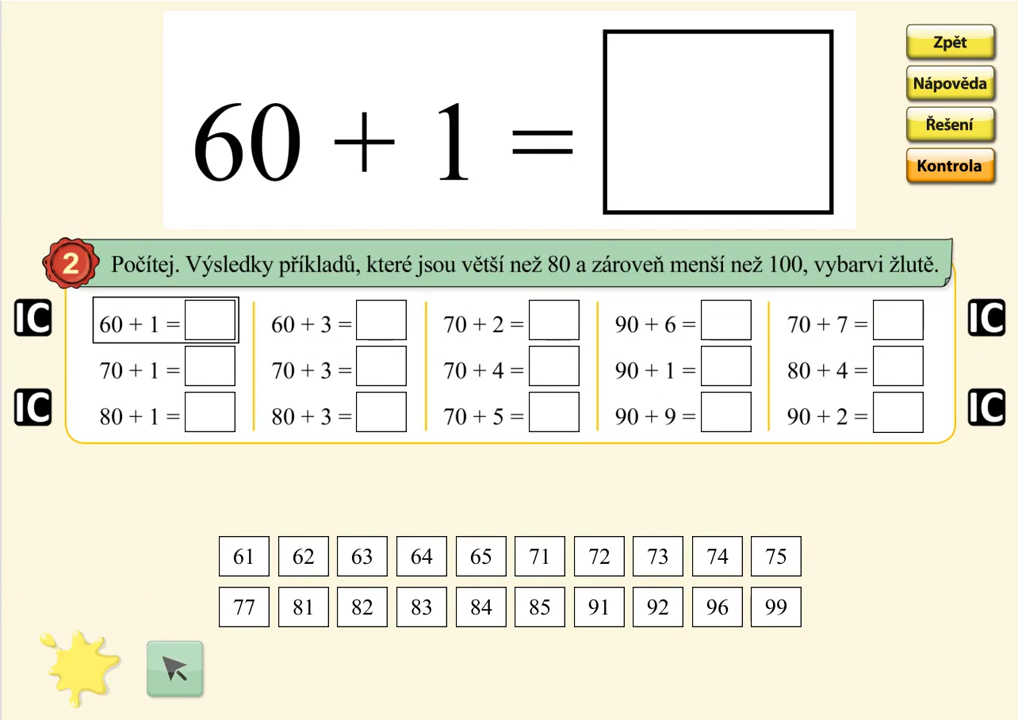 60 + 1 =
Zpět
Nápověda
Řešení
Kontrola
2 Počítej. Výsledky příkladů, které jsou větší než 80 a zároveň menší než 100, vybarvi žlutě.
IC 60 + 1 = 60 + 3 = 70 + 2 = 90 + 6 = 70 + 7 = IC
70 + 1 = 70 + 3 = 70 + 4 = 90 + 1 = 80 + 4 =
IC 80 + 1 = 80 + 3 = 70 + 5 = 90 + 9 = 90 + 2 = IC
61 62 63 64 65 71 72 73 74 75
77 81 82 83 84 85 91 92 96 99